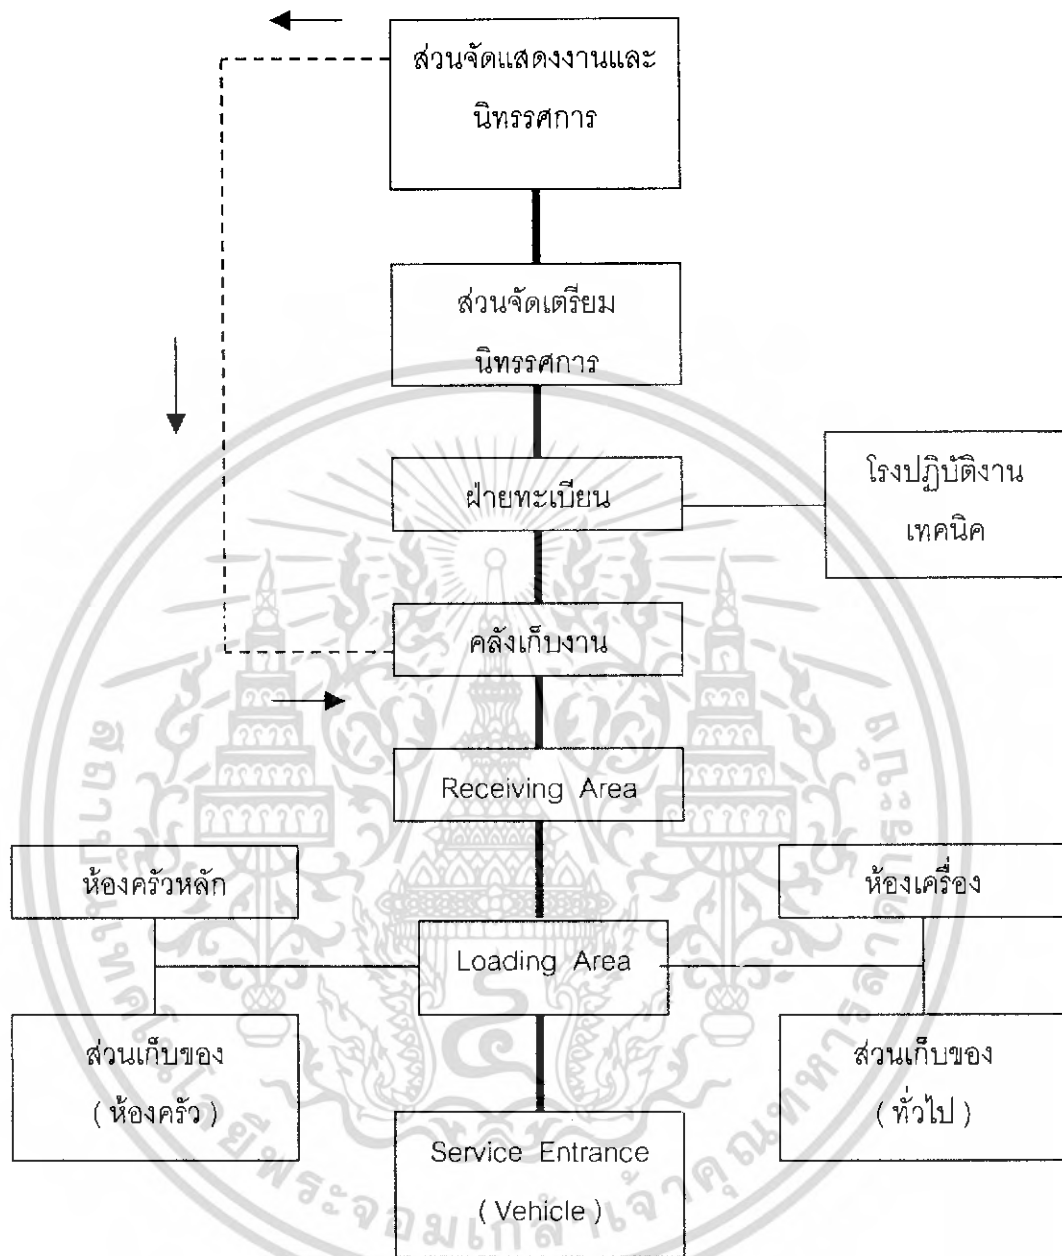 ส่วนจัดแสดงงานและ
นิทรรศการ
ส่วนจัดเตรียม
นิทรรศการ
ฝ่ายทะเบียน
โรงปฏิบัติงาน
เทคนิค
คลังเก็บงาน
Receiving Area
ห้องครัวหลัก
ห้องเครื่อง
Loading Area
ส่วนเก็บของ
( ห้องครัว )
ส่วนเก็บของ
( ทั่วไป )
Service Entrance
( Vehicle )